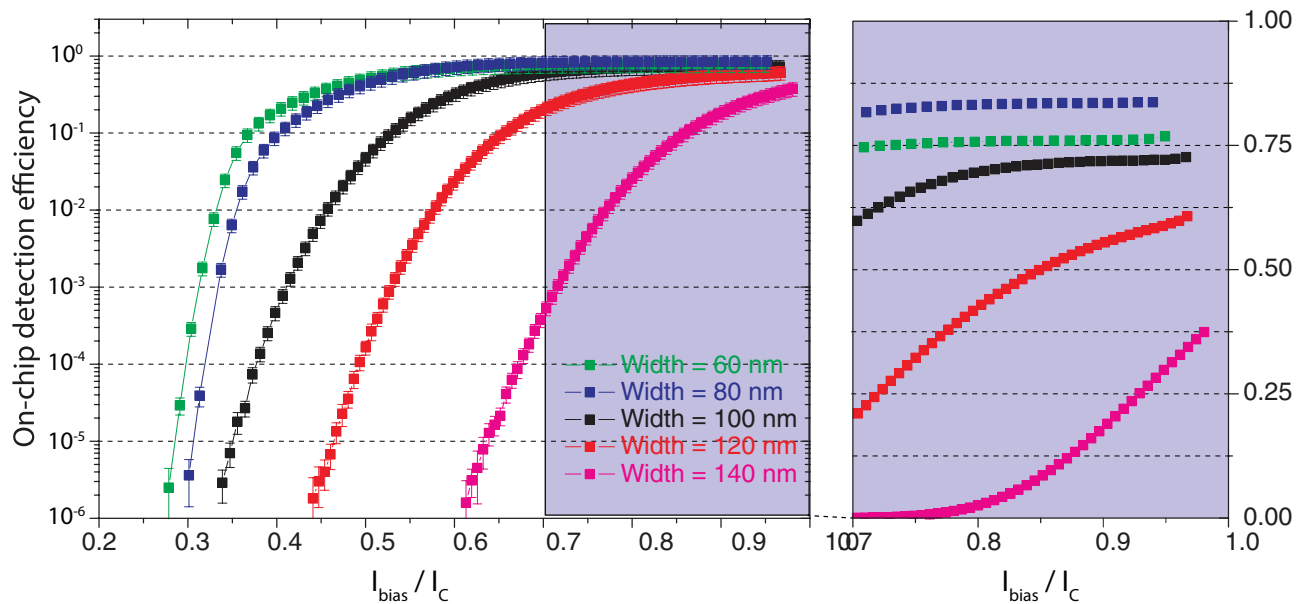 On-chip detection efficiency
10⁰
10⁻¹
10⁻²
10⁻³
10⁻⁴
10⁻⁵
10⁻⁶
0.2 0.3 0.4 0.5 0.6 0.7 0.8 0.9 1.0
I_bias / I_C
Width = 60 nm
Width = 80 nm
Width = 100 nm
Width = 120 nm
Width = 140 nm
1.00
0.75
0.50
0.25
0.00
0.7 0.8 0.9 1.0
I_bias / I_C